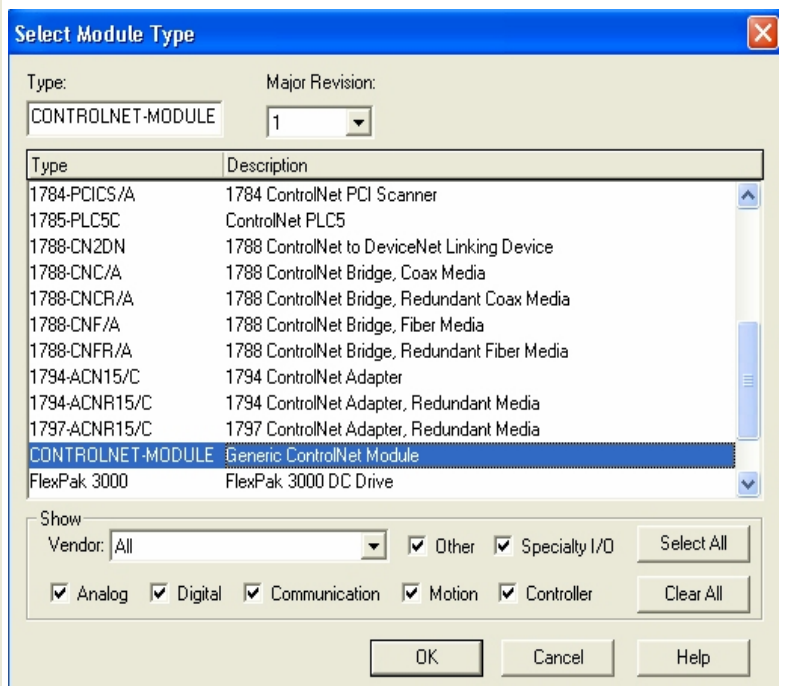 Select Module Type
Type: Major Revision:
CONTROLNET-MODULE 1
Type Description
1784-PCICS/A 1784 ControlNet PCI Scanner
1785-PLC5C ControlNet PLC5
1788-CN2DN 1788 ControlNet to DeviceNet Linking Device
1788-CNC/A 1788 ControlNet Bridge, Coax Media
1788-CNCR/A 1788 ControlNet Bridge, Redundant Coax Media
1788-CNF/A 1788 ControlNet Bridge, Fiber Media
1788-CNFR/A 1788 ControlNet Bridge, Redundant Fiber Media
1794-ACN15/C 1794 ControlNet Adapter
1794-ACNR15/C 1794 ControlNet Adapter, Redundant Media
1797-ACNR15/C 1797 ControlNet Adapter, Redundant Media
CONTROLNET-MODULE Generic ControlNet Module
FlexPak 3000 FlexPak 3000 DC Drive
Show
Vendor: All Other Specialty I/O Select All
Analog Digital Communication Motion Controller Clear All
OK Cancel Help